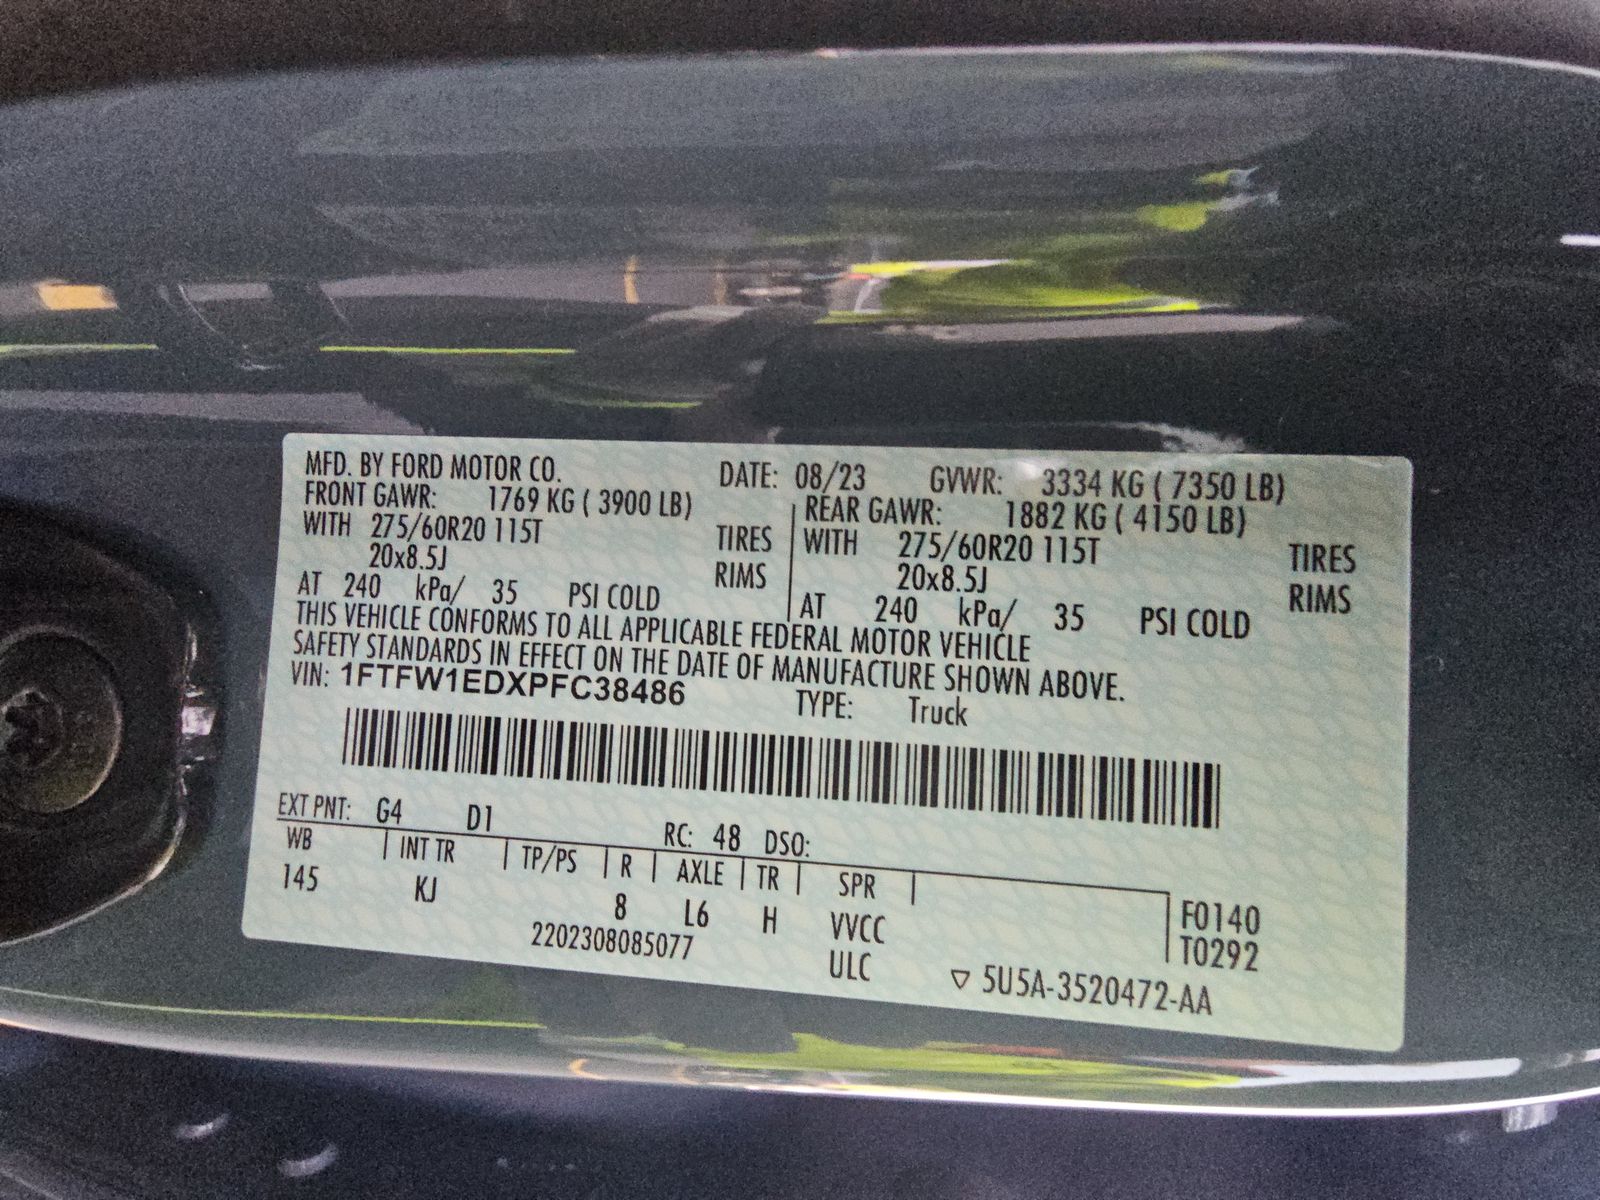 MFD. BY FORD MOTOR CO. DATE: 08/23 GVWR: 3334 KG ( 7350 LB)
FRONT GAWR: 1769 KG ( 3900 LB) REAR GAWR: 1882 KG ( 4150 LB)
WITH 275/60R20 115T TIRES WITH 275/60R20 115T TIRES
20x8.5J RIMS 20x8.5J RIMS
AT 240 kPa/ 35 PSI COLD AT 240 kPa/ 35 PSI COLD
THIS VEHICLE CONFORMS TO ALL APPLICABLE FEDERAL MOTOR VEHICLE
SAFETY STANDARDS IN EFFECT ON THE DATE OF MANUFACTURE SHOWN ABOVE.
VIN: 1FTFW1EDXPFC38486 TYPE: Truck
EXT PNT: G4 D1 RC: 48 DSO:
WB INT TR TP/PS R AXLE TR SPR
145 KJ 8 L6 H VVCC F0140
2202308085077 ULC T0292
5U5A-3520472-AA